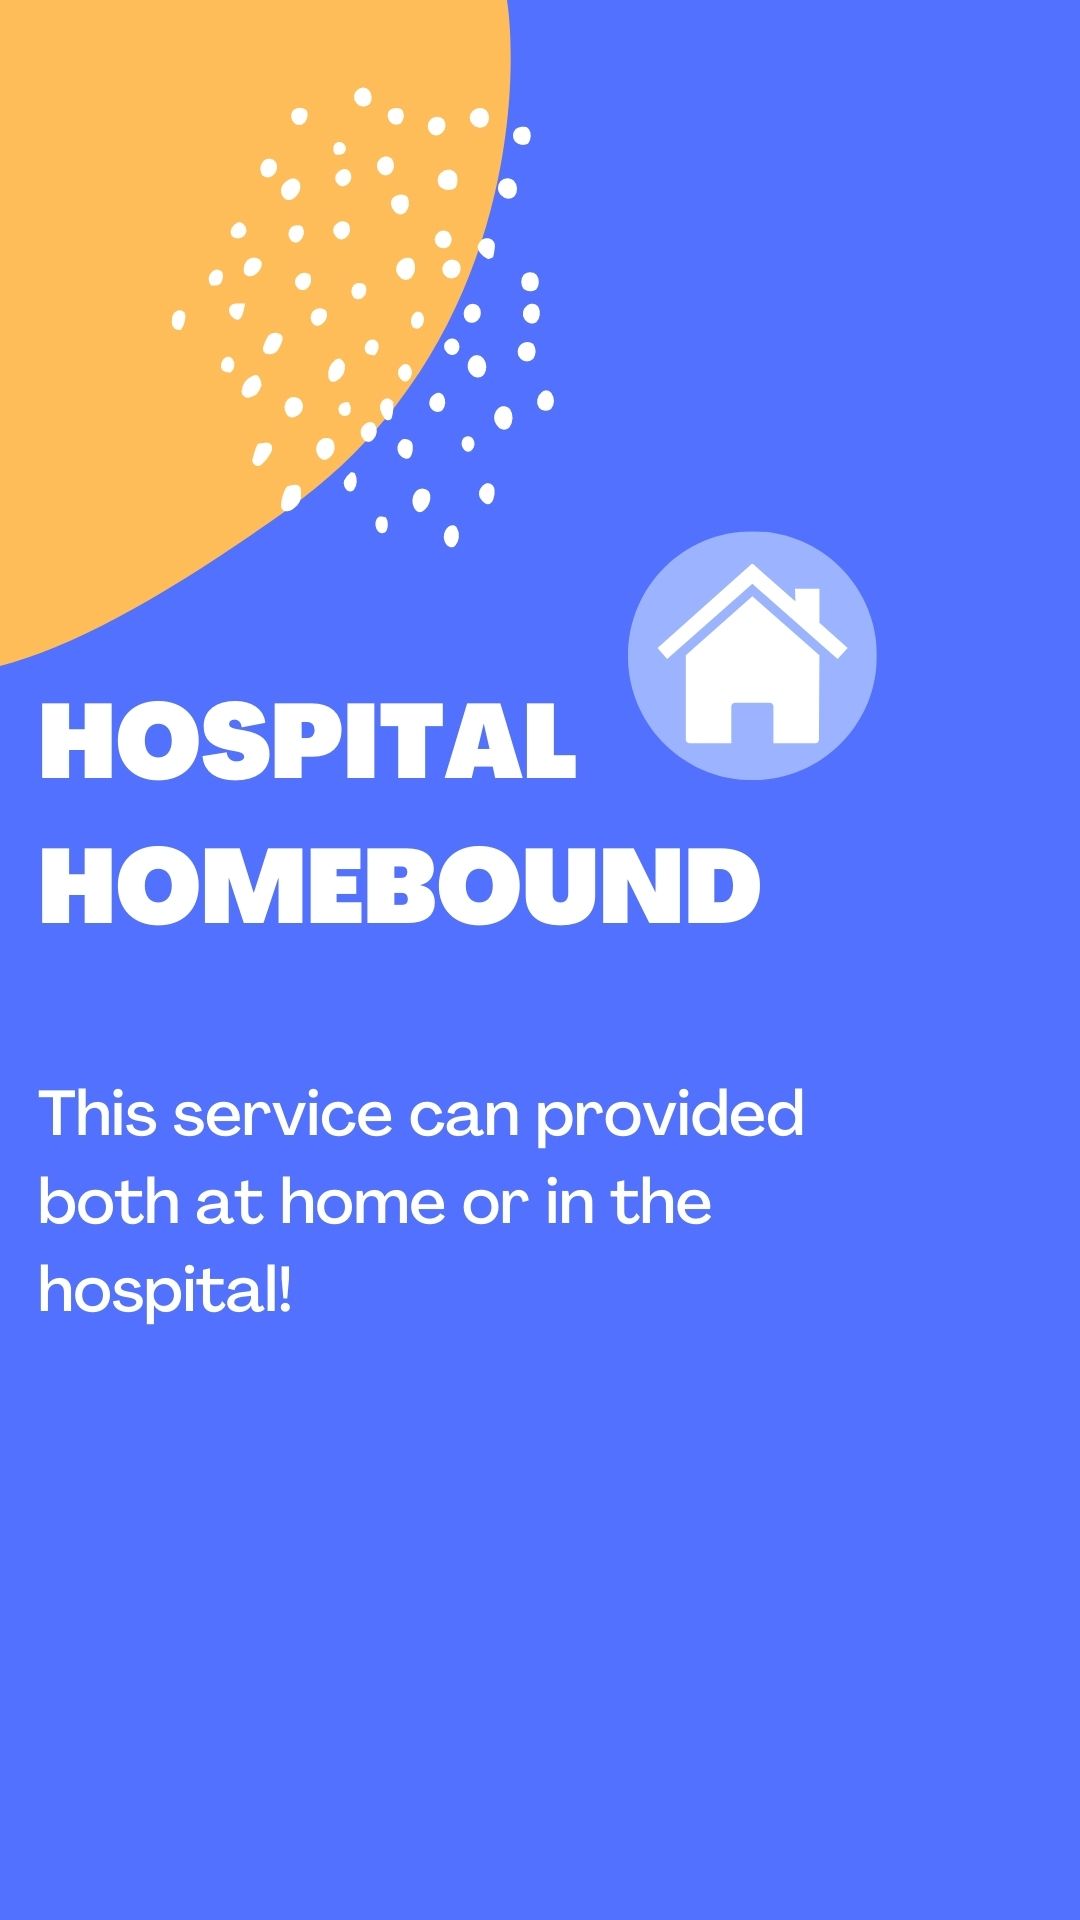 HOSPITAL
HOMEBOUND
This service can provided
both at home or in the
hospital!